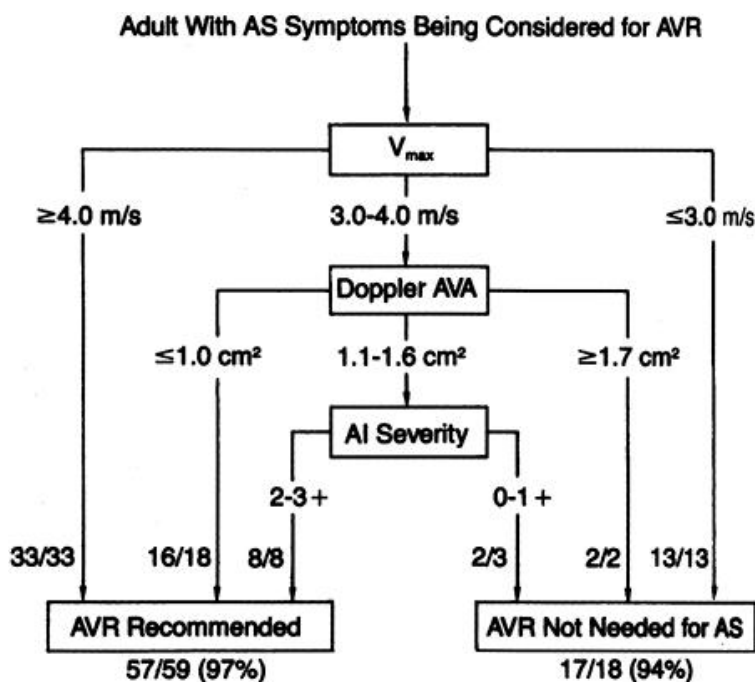 Adult With AS Symptoms Being Considered for AVR
Vmax
≥4.0 m/s 3.0-4.0 m/s ≤3.0 m/s
Doppler AVA
≤1.0 cm² 1.1-1.6 cm² ≥1.7 cm²
AI Severity
2-3+ 0-1+
33/33 16/18 8/8 2/3 2/2 13/13
AVR Recommended AVR Not Needed for AS
57/59 (97%) 17/18 (94%)